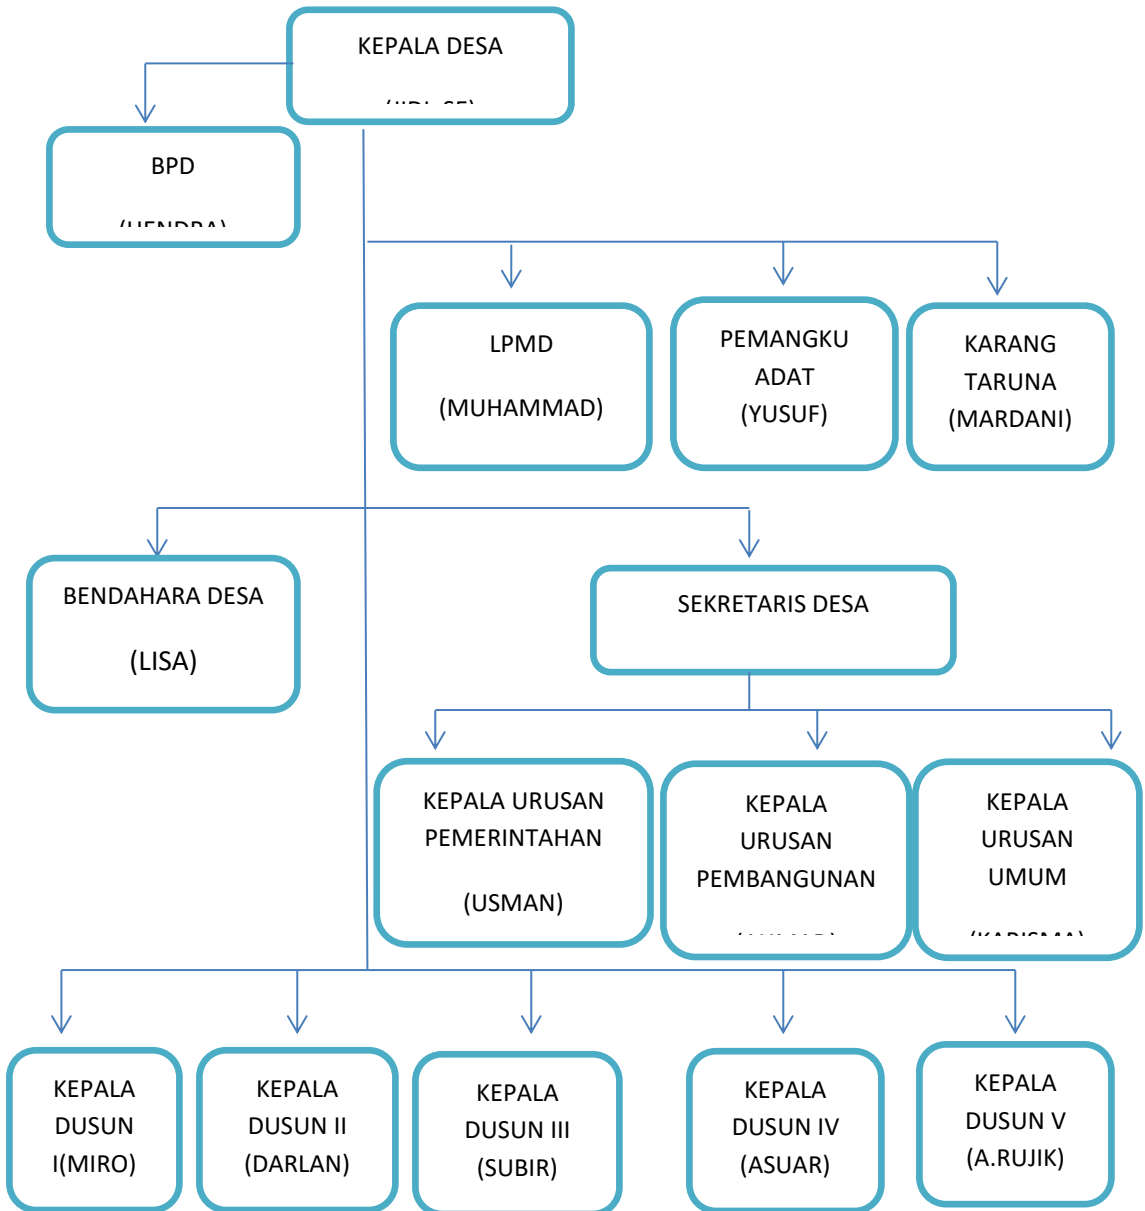 KEPALA DESA
BPD
(HENDRA)
LPMD
(MUHAMMAD)
PEMANGKU
ADAT
(YUSUF)
KARANG
TARUNA
(MARDANI)
BENDAHARA DESA
(LISA)
SEKRETARIS DESA
KEPALA URUSAN
PEMERINTAHAN
(USMAN)
KEPALA
URUSAN
PEMBANGUNAN
KEPALA
URUSAN
UMUM
(KARISMA)
KEPALA
DUSUN
I(MIRO)
KEPALA
DUSUN II
(DARLAN)
KEPALA
DUSUN III
(SUBIR)
KEPALA
DUSUN IV
(ASUAR)
KEPALA
DUSUN V
(A.RUJIK)